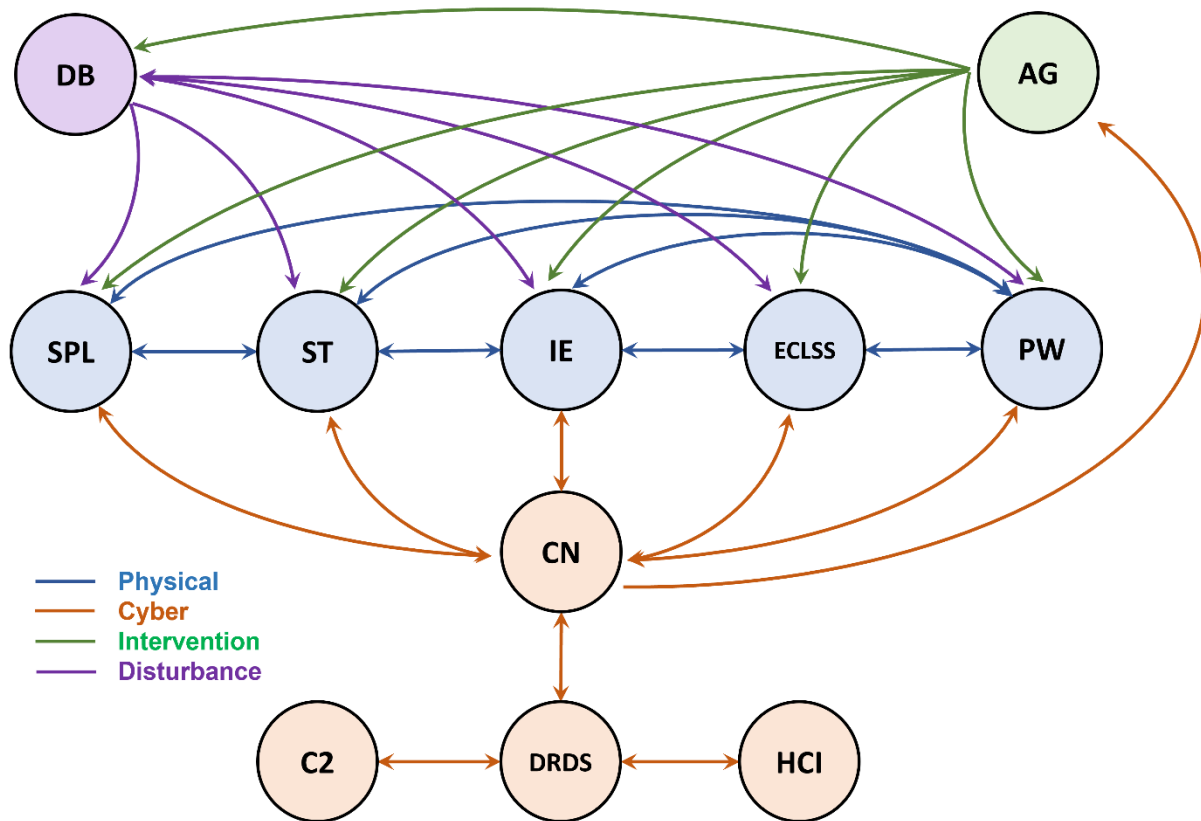 DB
AG
SPL
ST
IE
ECLSS
PW
CN
Physical
Cyber
Intervention
Disturbance
C2
DRDS
HCI